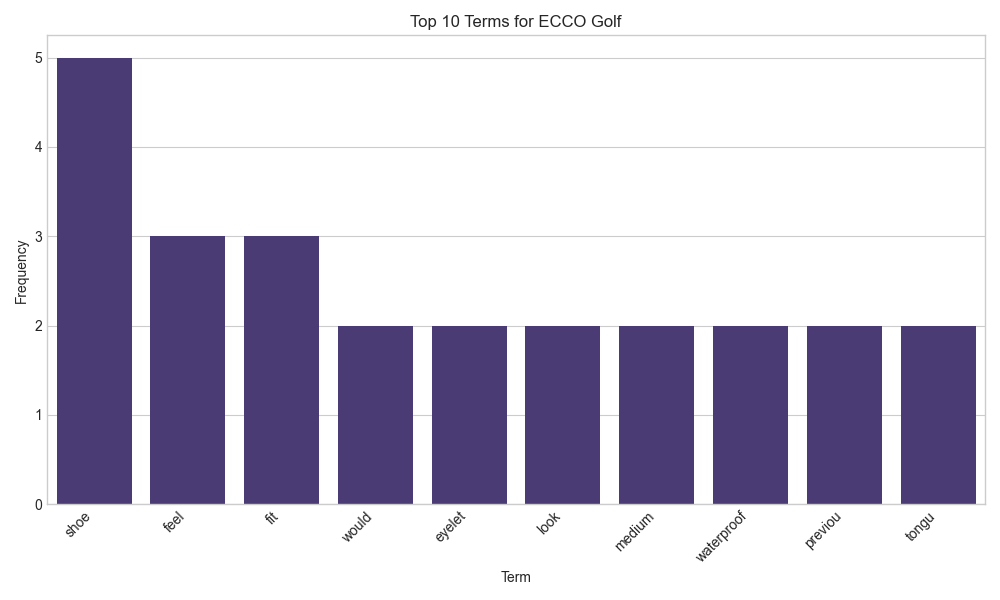 Top 10 Terms for ECCO Golf
Frequency
5
4
3
2
1
0
shoe
feel
fit
would
eyelet
look
medium
waterproof
previou
tongu
Term